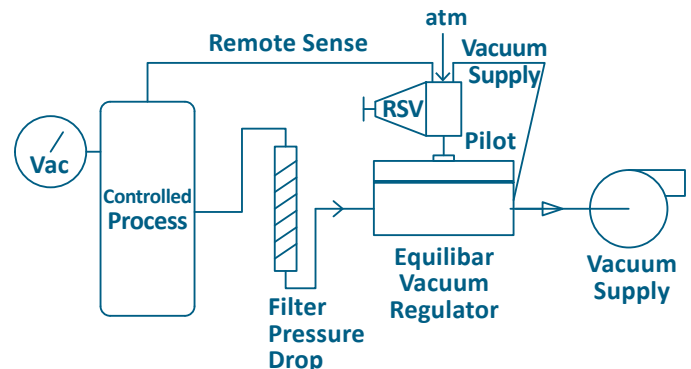 atm
Remote Sense
Vacuum
Supply
RSV
Pilot
Vac
Controlled
Process
Equilibar
Vacuum
Regulator
Vacuum
Supply
Filter
Pressure
Drop